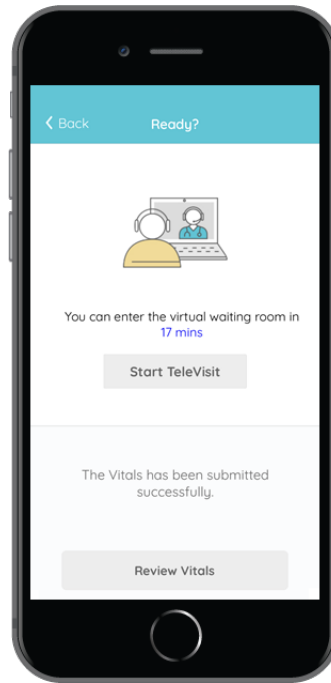 Back
Ready?
You can enter the virtual waiting room in
17 mins
Start TeleVisit
The Vitals has been submitted
successfully.
Review Vitals